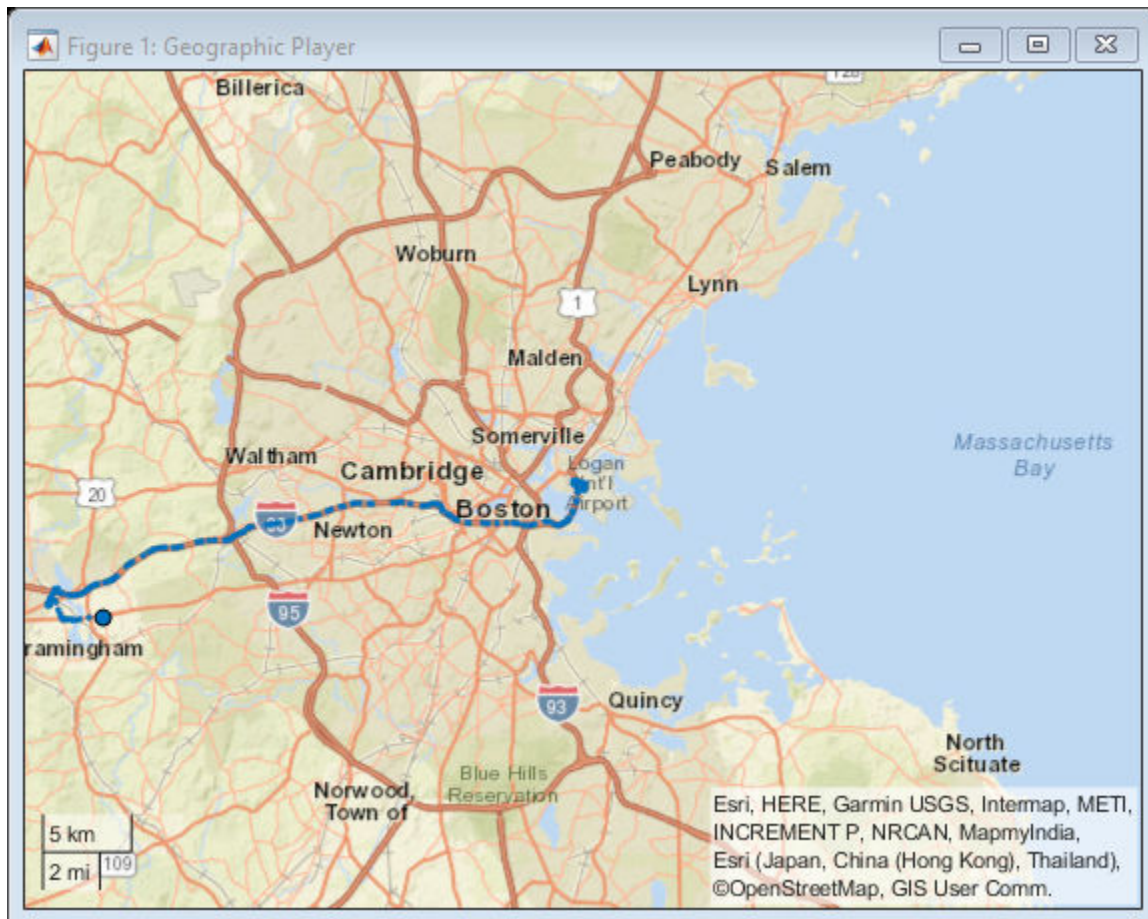 Figure 1: Geographic Player
128
Billerica
Peabody
Salem
Woburn
Lynn
1
Malden
Somerville
Waltham
Cambridge
Logan
Int'l
Airport
Massachusetts
Bay
20
Boston
Newton
95
ramingham
Quincy
93
North
Scituate
Blue Hills
Reservation
Norwood,
Town of
5 km
2 mi
109
Esri, HERE, Garmin USGS, Intermap, METI,
INCREMENT P, NRCAN, MapmyIndia,
Esri (Japan, China (Hong Kong), Thailand),
©OpenStreetMap, GIS User Comm.